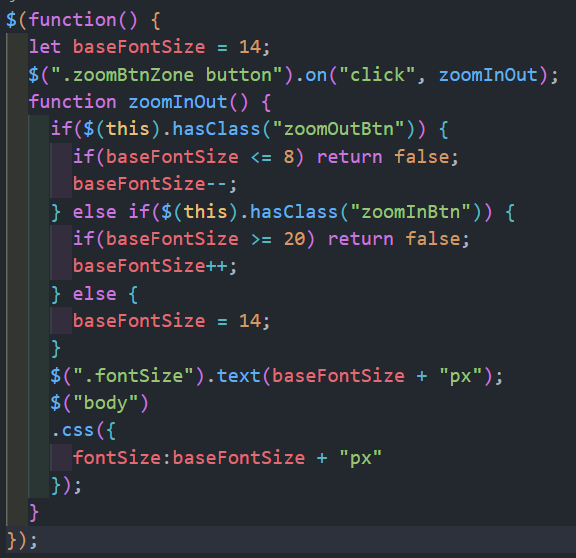 $(function() {
let baseFontSize = 14;
$(".zoomBtnZone button").on("click", zoomInOut);
function zoomInOut() {
if($(this).hasClass("zoomOutBtn")) {
if(baseFontSize <= 8) return false;
baseFontSize--;
} else if($(this).hasClass("zoomInBtn")) {
if(baseFontSize >= 20) return false;
baseFontSize++;
} else {
baseFontSize = 14;
}
$(".fontSize").text(baseFontSize + "px");
$("body")
.css({
fontSize:baseFontSize + "px"
});
}
});